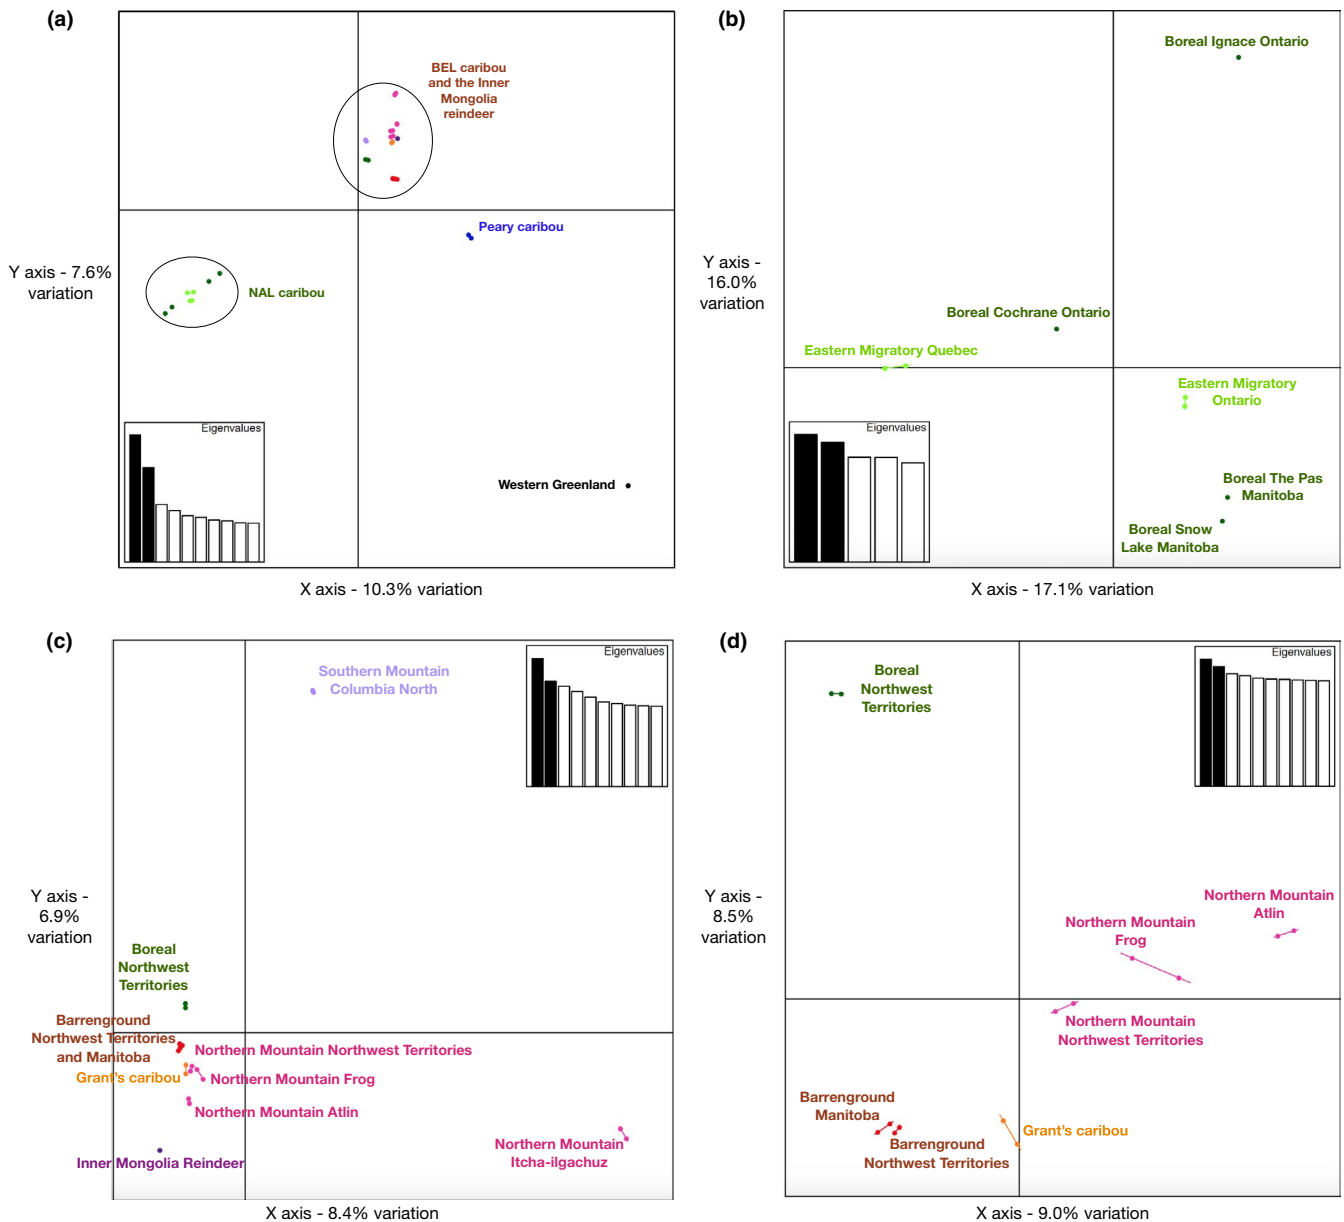 (a)
BEL caribou
and the Inner
Mongolia
reindeer
Peary caribou
Y axis - 7.6%
variation
NAL caribou
Western Greenland
Eigenvalues
X axis - 10.3% variation
(b)
Boreal Ignace Ontario
Y axis -
16.0%
variation
Boreal Cochrane Ontario
Eastern Migratory Quebec
Eastern Migratory
Ontario
Eigenvalues
Boreal The Pas
Manitoba
Boreal Snow
Lake Manitoba
X axis - 17.1% variation
(c)
Eigenvalues
Southern Mountain
Columbia North
Y axis -
6.9%
variation
Boreal
Northwest
Territories
Barrenground
Northwest Territories
and Manitoba
Northern Mountain Northwest Territories
Grant's caribou
Northern Mountain Frog
Northern Mountain Atlin
Northern Mountain
Itcha-ilgachuz
Inner Mongolia Reindeer
X axis - 8.4% variation
(d)
Eigenvalues
Boreal
Northwest
Territories
Y axis -
8.5%
variation
Northern Mountain
Atlin
Northern Mountain
Frog
Northern Mountain
Northwest Territories
Barrenground
Manitoba
Grant's caribou
Barrenground
Northwest Territories
X axis - 9.0% variation